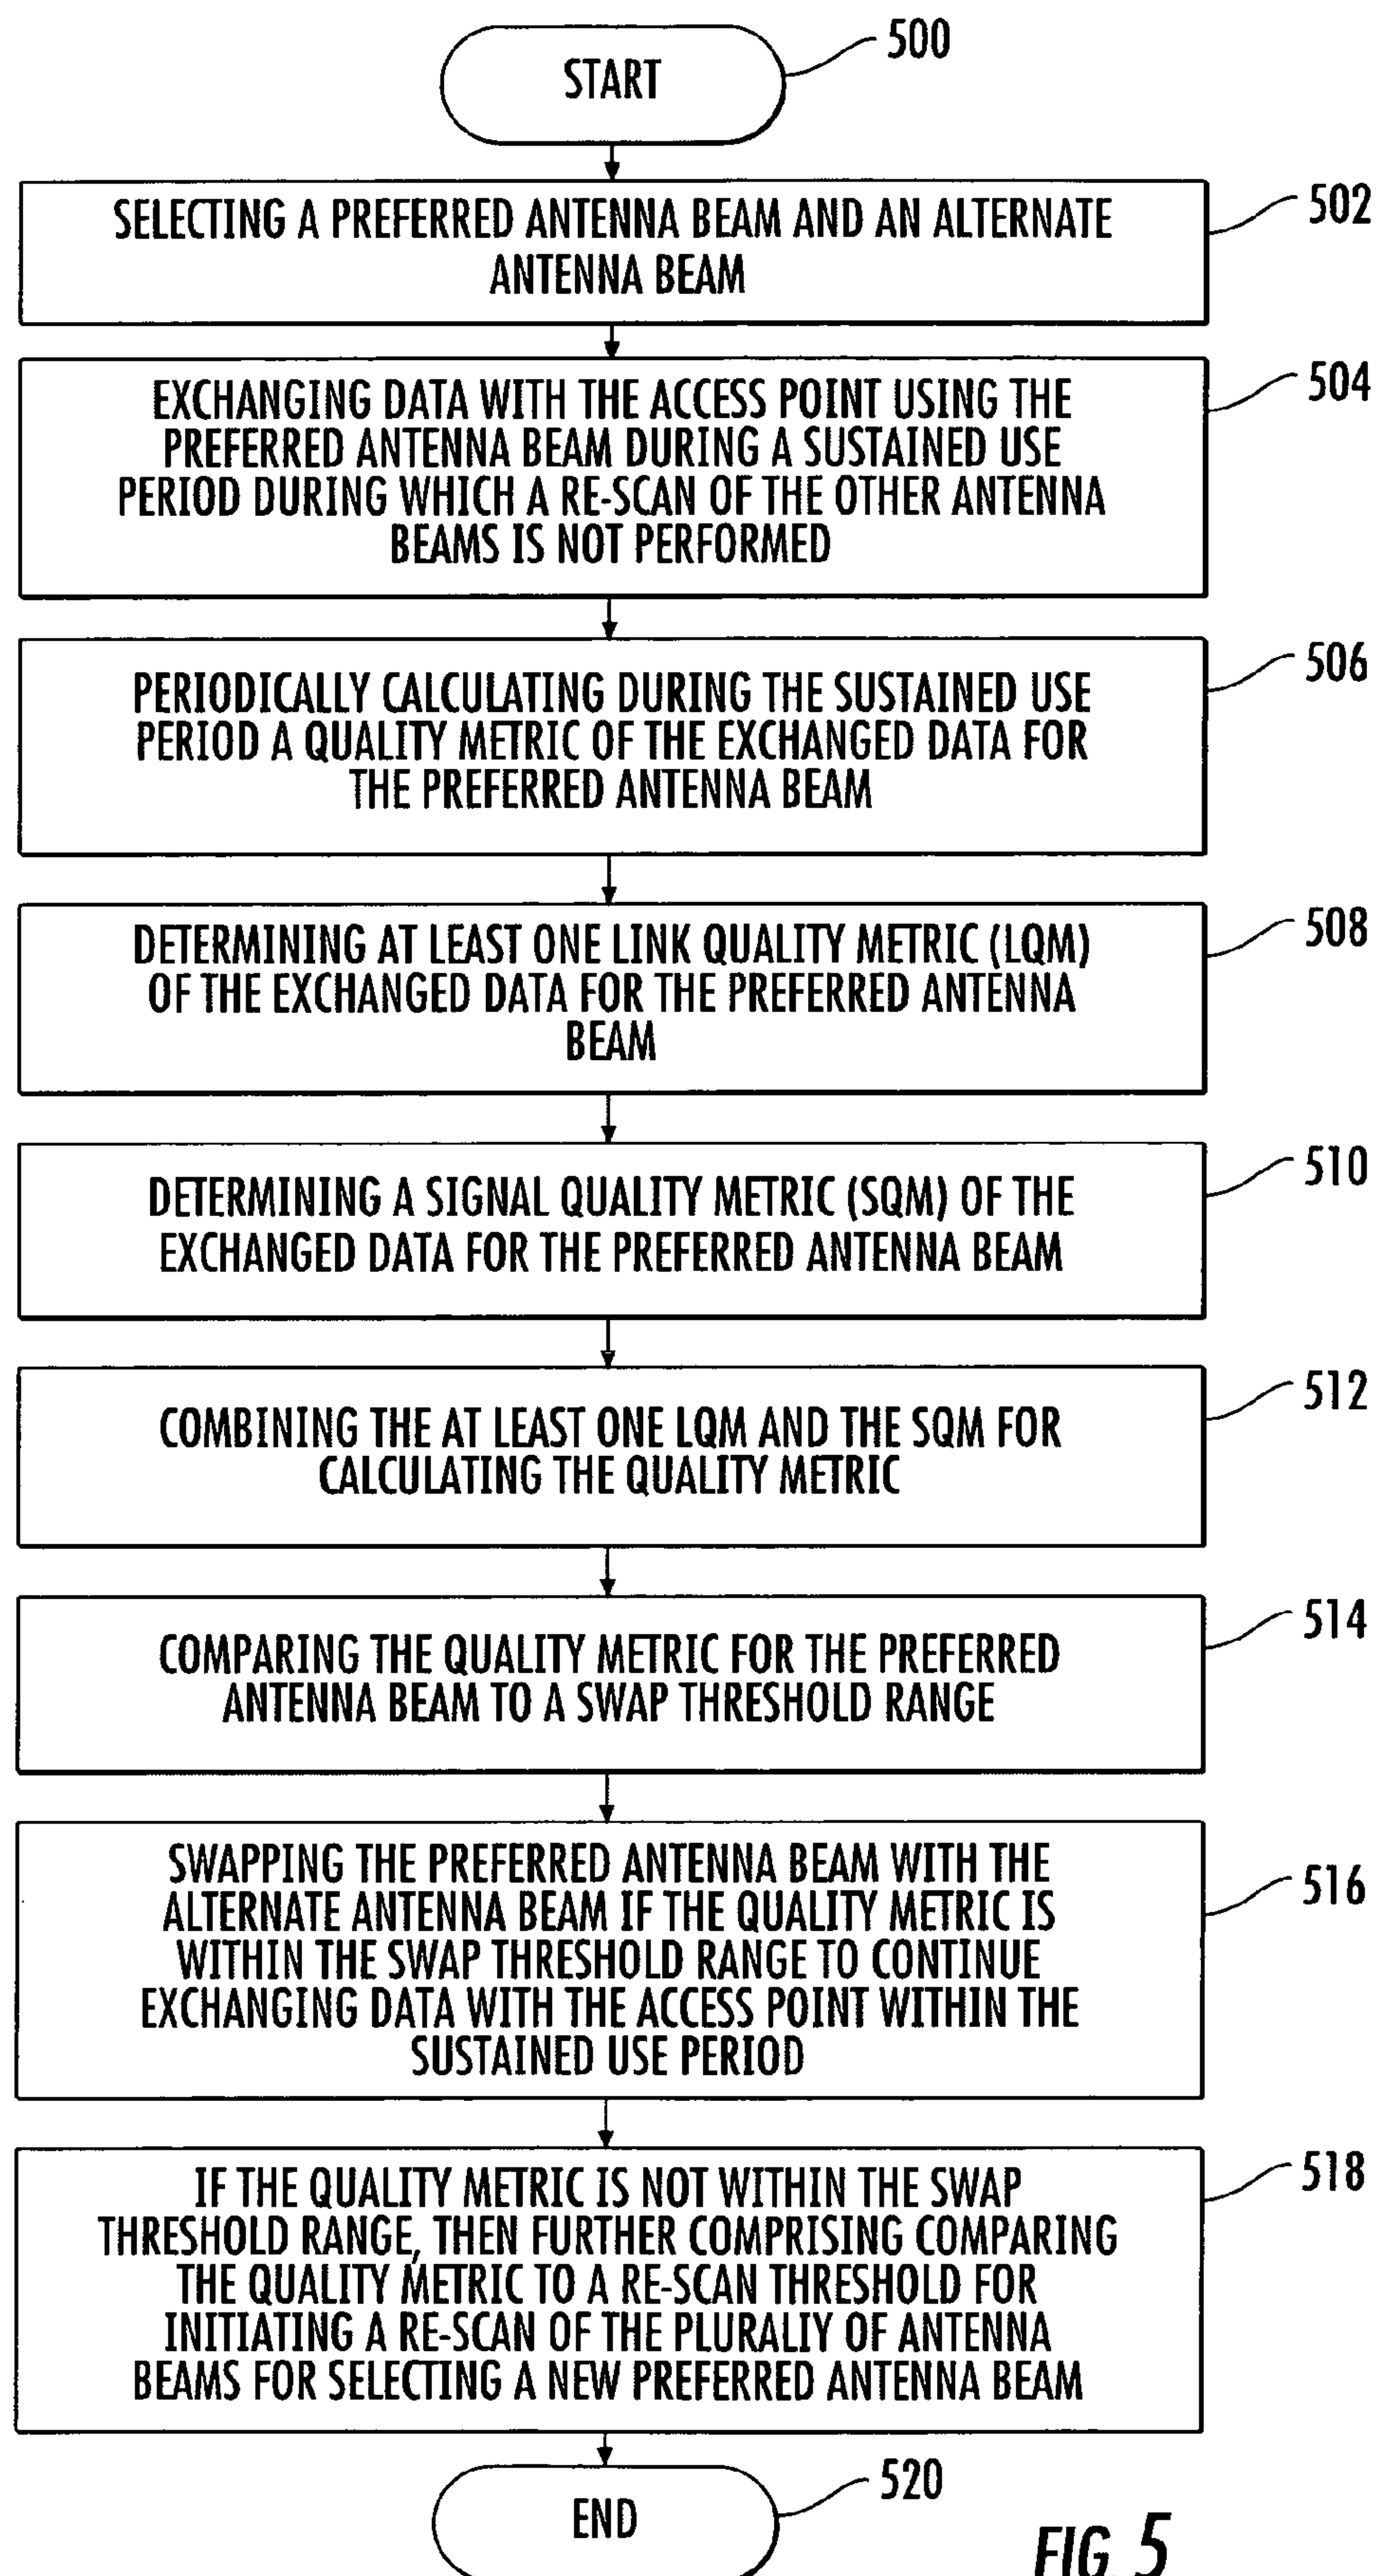 START
500
SELECTING A PREFERRED ANTENNA BEAM AND AN ALTERNATE
ANTENNA BEAM
502
EXCHANGING DATA WITH THE ACCESS POINT USING THE
PREFERRED ANTENNA BEAM DURING A SUSTAINED USE
PERIOD DURING WHICH A RE-SCAN OF THE OTHER ANTENNA
BEAMS IS NOT PERFORMED
504
PERIODICALLY CALCULATING DURING THE SUSTAINED USE
PERIOD A QUALITY METRIC OF THE EXCHANGED DATA FOR
THE PREFERRED ANTENNA BEAM
506
DETERMINING AT LEAST ONE LINK QUALITY METRIC (LQM)
OF THE EXCHANGED DATA FOR THE PREFERRED ANTENNA
BEAM
508
DETERMINING A SIGNAL QUALITY METRIC (SQM) OF THE
EXCHANGED DATA FOR THE PREFERRED ANTENNA BEAM
510
COMBINING THE AT LEAST ONE LQM AND THE SQM FOR
CALCULATING THE QUALITY METRIC
512
COMPARING THE QUALITY METRIC FOR THE PREFERRED
ANTENNA BEAM TO A SWAP THRESHOLD RANGE
514
SWAPPING THE PREFERRED ANTENNA BEAM WITH THE
ALTERNATE ANTENNA BEAM IF THE QUALITY METRIC IS
WITHIN THE SWAP THRESHOLD RANGE TO CONTINUE
EXCHANGING DATA WITH THE ACCESS POINT WITHIN THE
SUSTAINED USE PERIOD
516
IF THE QUALITY METRIC IS NOT WITHIN THE SWAP
THRESHOLD RANGE, THEN FURTHER COMPRISING COMPARING
THE QUALITY METRIC TO A RE-SCAN THRESHOLD FOR
INITIATING A RE-SCAN OF THE PLURALIY OF ANTENNA
BEAMS FOR SELECTING A NEW PREFERRED ANTENNA BEAM
518
END
520
FIG. 5